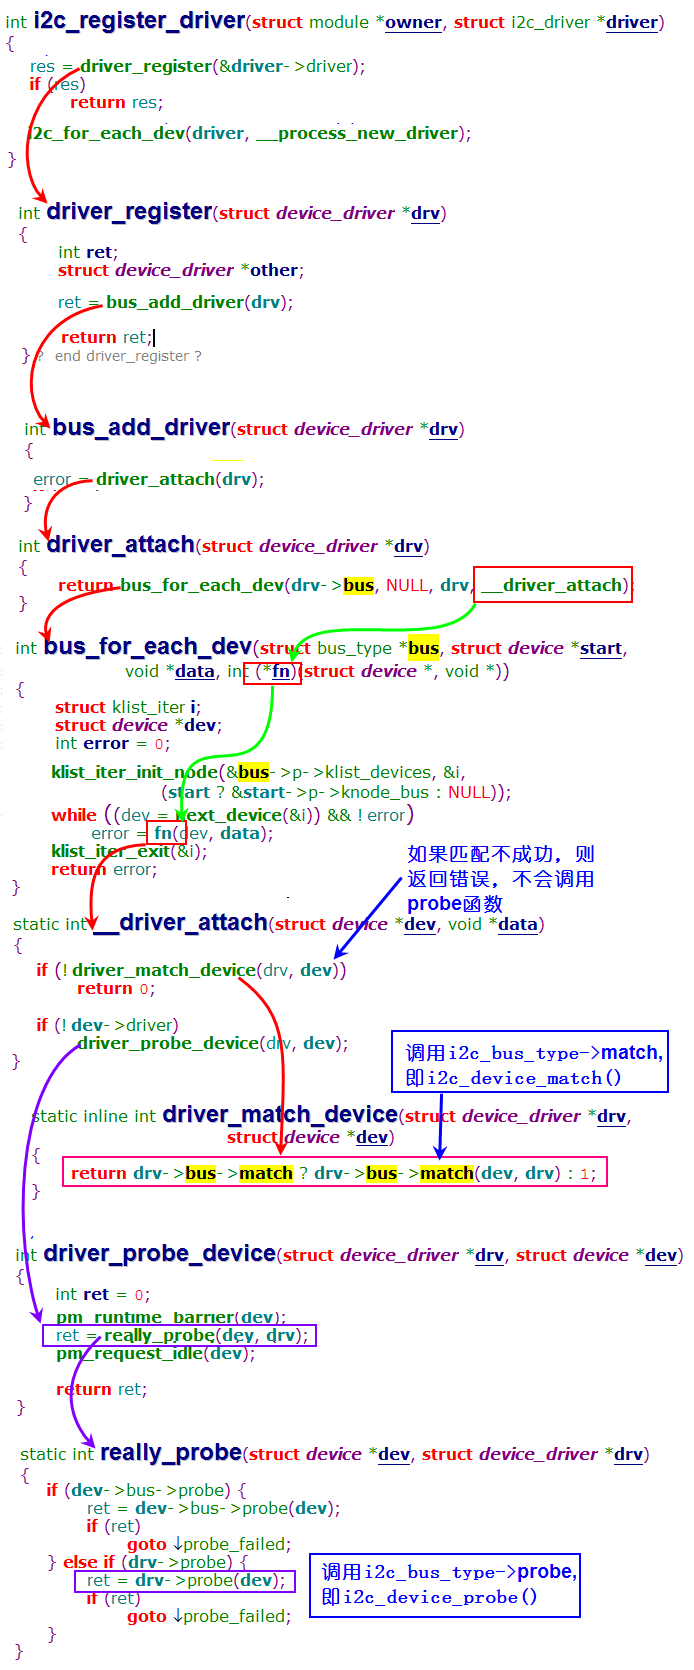 int i2c_register_driver(struct module *owner, struct i2c_driver *driver)
{
res = driver_register(&driver->driver);
if (res)
return res;
i2c_for_each_dev(driver, __process_new_driver);
}
int driver_register(struct device_driver *drv)
{
int ret;
struct device_driver *other;
ret = bus_add_driver(drv);
return ret;
} ? end driver_register ?
int bus_add_driver(struct device_driver *drv)
{
error = driver_attach(drv);
}
int driver_attach(struct device_driver *drv)
{
return bus_for_each_dev(drv->bus, NULL, drv, __driver_attach);
}
int bus_for_each_dev(struct bus_type *bus, struct device *start,
void *data, int (*fn)(struct device *, void *))
{
struct klist_iter i;
struct device *dev;
int error = 0;
klist_iter_init_node(&bus->p->klist_devices, &i,
(start ? &start->p->knode_bus : NULL));
while ((dev = next_device(&i)) && !error)
error = fn(dev, data);
klist_iter_exit(&i);
return error;
}
如果匹配不成功，则
返回错误，不会调用
probe函数
static int __driver_attach(struct device *dev, void *data)
{
if (!driver_match_device(drv, dev))
return 0;
if (!dev->driver)
driver_probe_device(drv, dev);
}
调用i2c_bus_type->match,
即i2c_device_match()
static inline int driver_match_device(struct device_driver *drv,
struct device *dev)
{
return drv->bus->match ? drv->bus->match(dev, drv) : 1;
}
int driver_probe_device(struct device_driver *drv, struct device *dev)
{
int ret = 0;
pm_runtime_barrier(dev);
ret = really_probe(dev, drv);
pm_request_idle(dev);
return ret;
}
static int really_probe(struct device *dev, struct device_driver *drv)
{
if (dev->bus->probe) {
ret = dev->bus->probe(dev);
if (ret)
goto ↓probe_failed;
} else if (drv->probe) {
ret = drv->probe(dev);
if (ret)
goto ↓probe_failed;
}
}
调用i2c_bus_type->probe,
即i2c_device_probe()